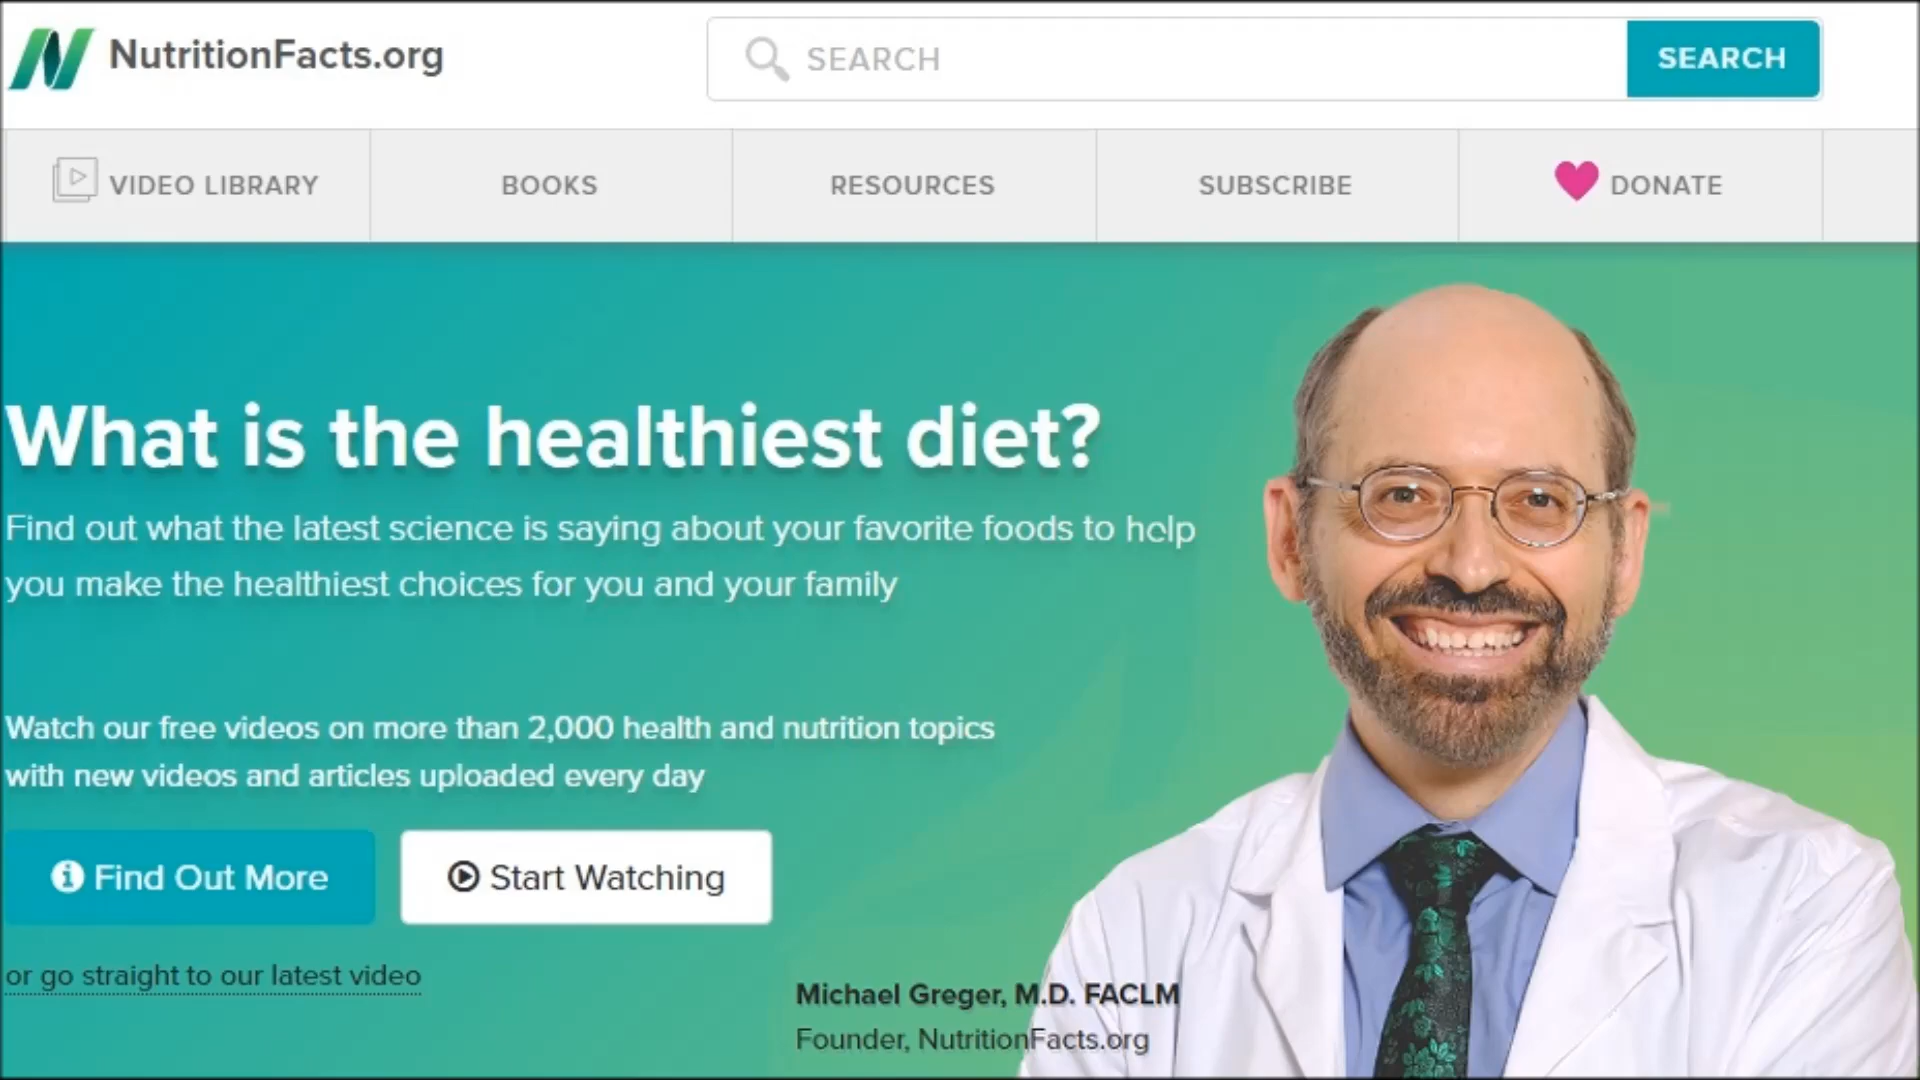 NutritionFacts.org
SEARCH
SEARCH
VIDEO LIBRARY
BOOKS
RESOURCES
SUBSCRIBE
DONATE
What is the healthiest diet?
Find out what the latest science is saying about your favorite foods to help
you make the healthiest choices for you and your family
Watch our free videos on more than 2,000 health and nutrition topics
with new videos and articles uploaded every day
Find Out More
Start Watching
or go straight to our latest video
Michael Greger, M.D. FACLM
Founder, NutritionFacts.org